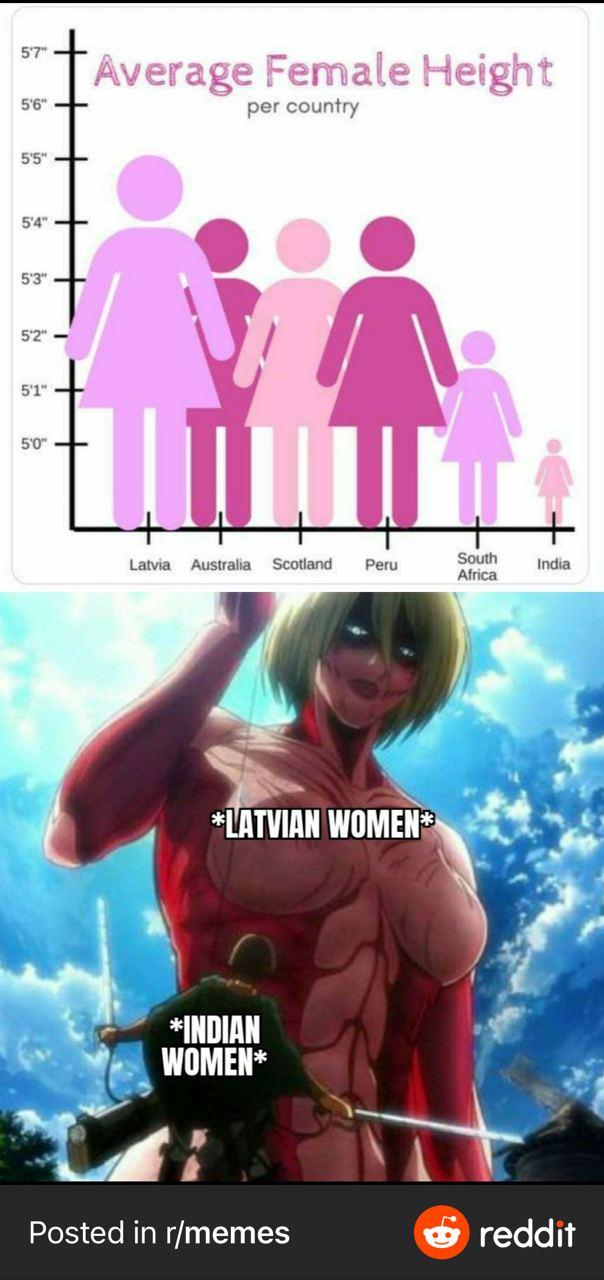 Average Female Height
per country
5'7"
5'6"
5'5"
5'4"
5'3"
5'2"
5'1"
5'0"
Latvia
Australia
Scotland
Peru
South
Africa
India
*LATVIAN WOMEN*
*INDIAN
WOMEN*
Posted in r/memes
reddit